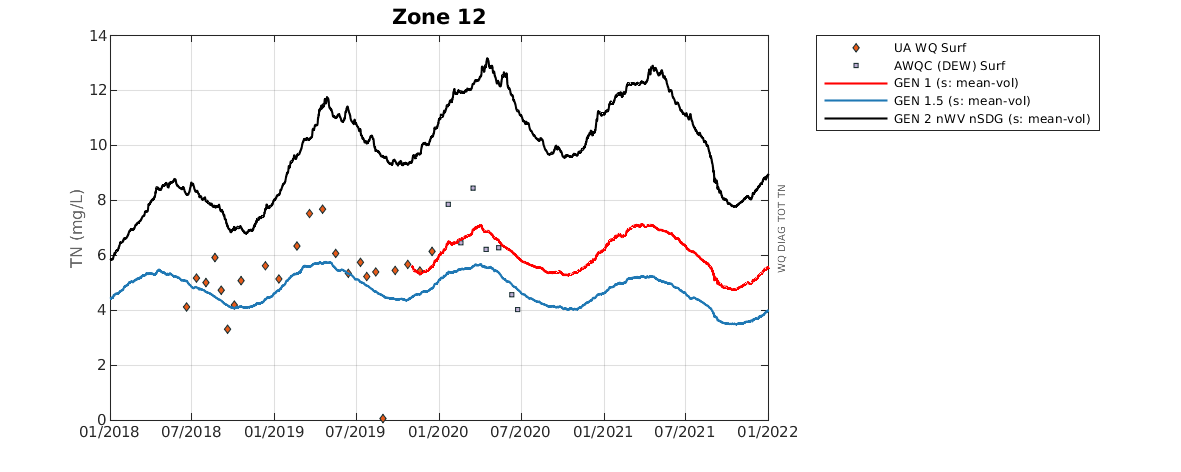 Zone 12
UA WQ Surf
AWQC (DEW) Surf
GEN 1 (s: mean-vol)
GEN 1.5 (s: mean-vol)
GEN 2 nWV nSDG (s: mean-vol)
TN (mg/L)
14
12
10
8
6
4
2
0
01/2018 07/2018 01/2019 07/2019 01/2020 07/2020 01/2021 07/2021 01/2022
WQ DIAG TOT TN